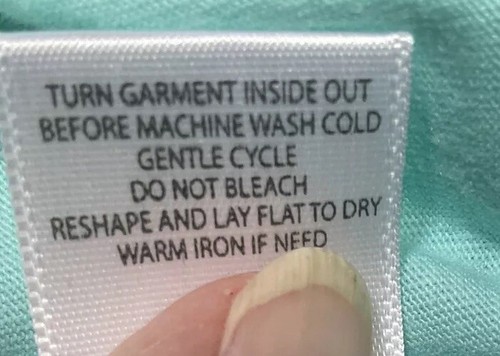 TURN GARMENT INSIDE OUT
BEFORE MACHINE WASH COLD
GENTLE CYCLE
DO NOT BLEACH
RESHAPE AND LAY FLAT TO DRY
WARM IRON IF NEED